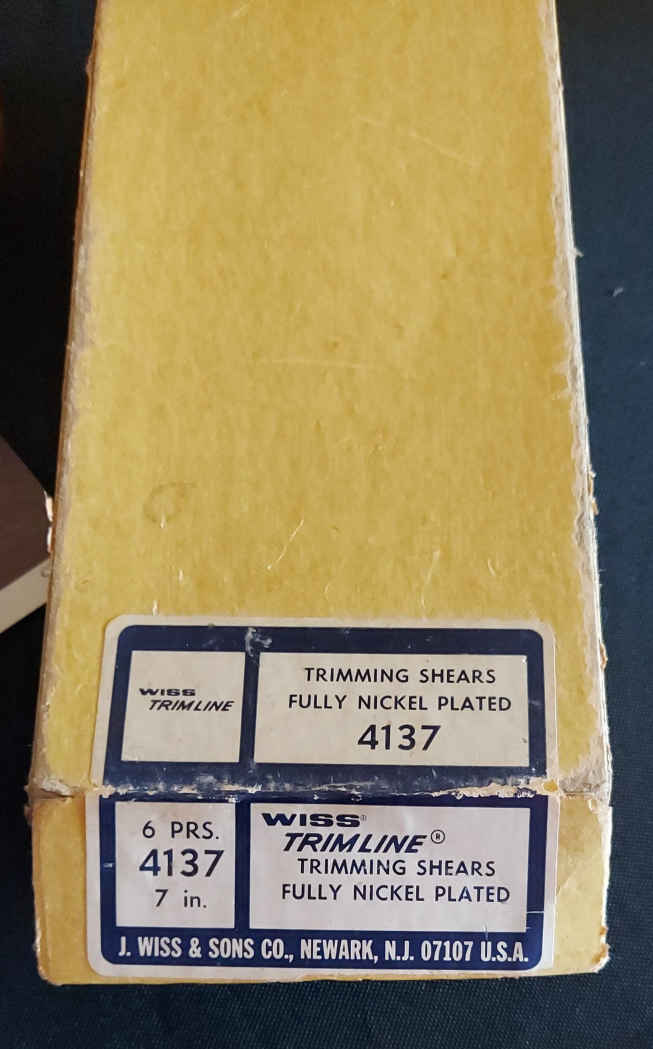 WISS
TRIMLINE
TRIMMING SHEARS
FULLY NICKEL PLATED
4137
6 PRS.
4137
7 in.
WISS®
TRIMLINE®
TRIMMING SHEARS
FULLY NICKEL PLATED
J. WISS & SONS CO., NEWARK, N.J. 07107 U.S.A.